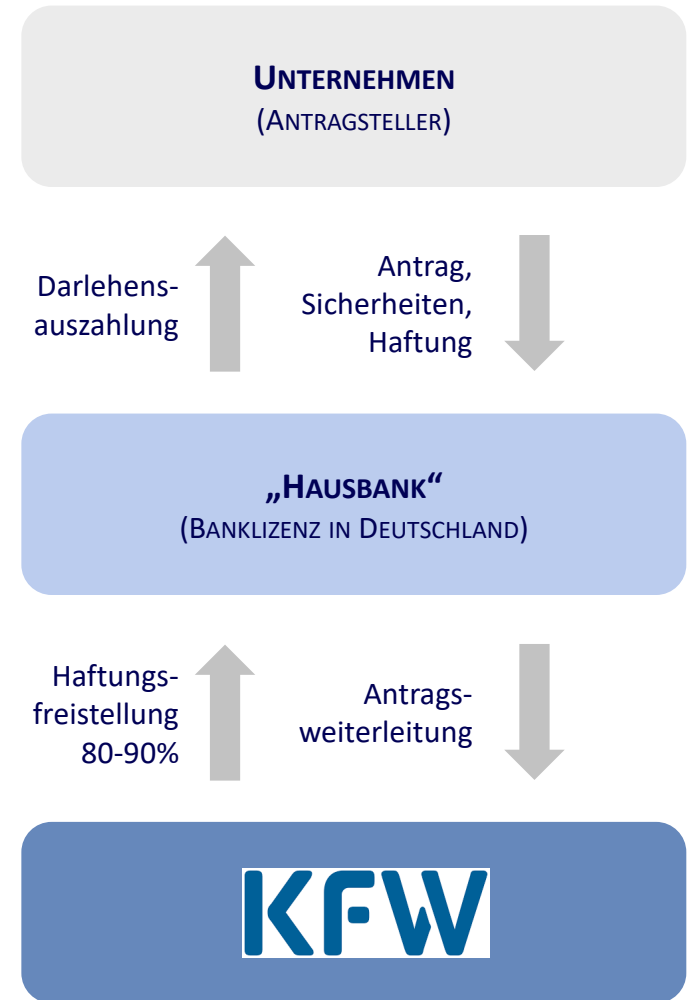 UNTERNEHMEN
(ANTRAGSTELLER)
Darlehens-
auszahlung
Antrag,
Sicherheiten,
Haftung
„HAUSBANK“
(BANKLIZENZ IN DEUTSCHLAND)
Haftungs-
freistellung
80-90%
Antrags-
weiterleitung
KFW